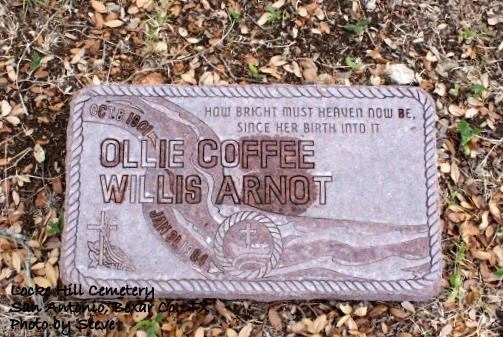 HOW BRIGHT MUST HEAVEN NOW BE,
SINCE HER BIRTH INTO IT
OLLIE COFFEE
WILLIS ARNOT
Locke Hill Cemetery
San Antonio, Bexar Co., TX
Photo by Steve